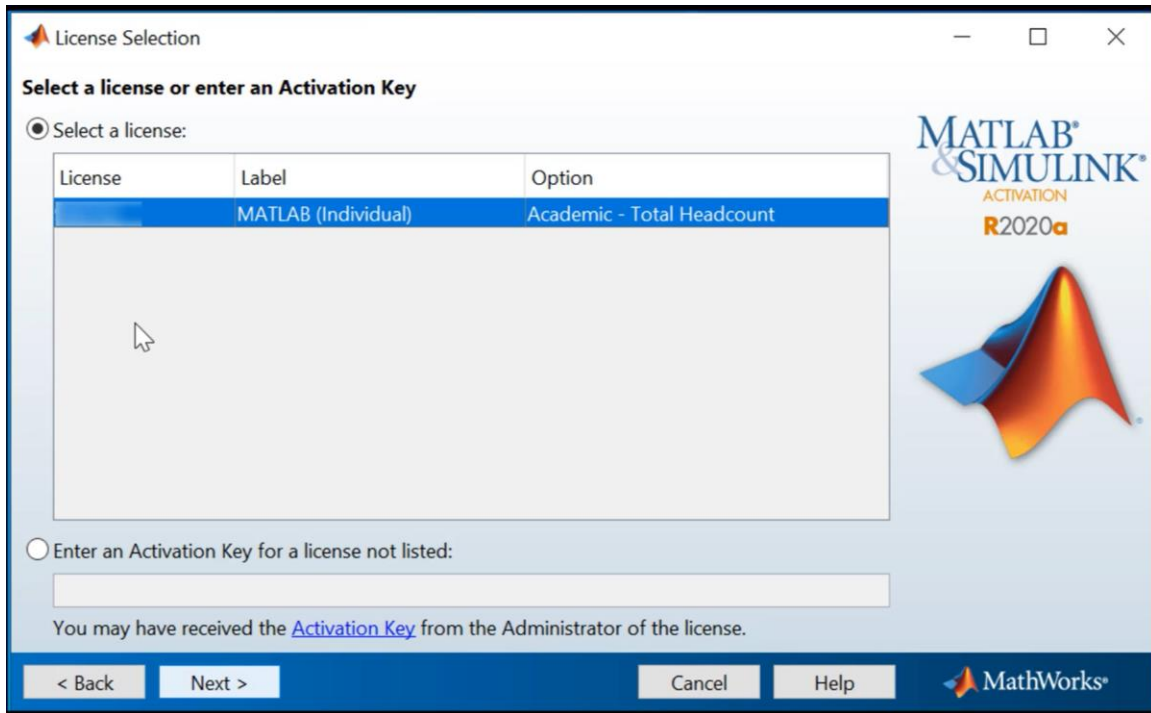 License Selection
Select a license or enter an Activation Key
Select a license:
License Label Option
MATLAB (Individual) Academic - Total Headcount
Enter an Activation Key for a license not listed:
You may have received the Activation Key from the Administrator of the license.
MATLAB®
&SIMULINK®
ACTIVATION
R2020a
< Back Next > Cancel Help MathWorks®